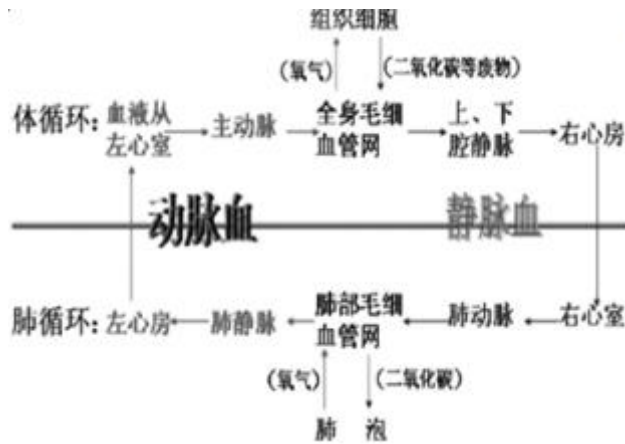 组织细胞
(氧气) (二氧化碳等废物)
体循环: 血液从左心室 主动脉 全身毛细血管网 上、下腔静脉 右心房
动脉血 静脉血
肺循环: 左心房 肺静脉 肺部毛细血管网 肺动脉 右心室
(氧气) (二氧化碳)
肺 泡